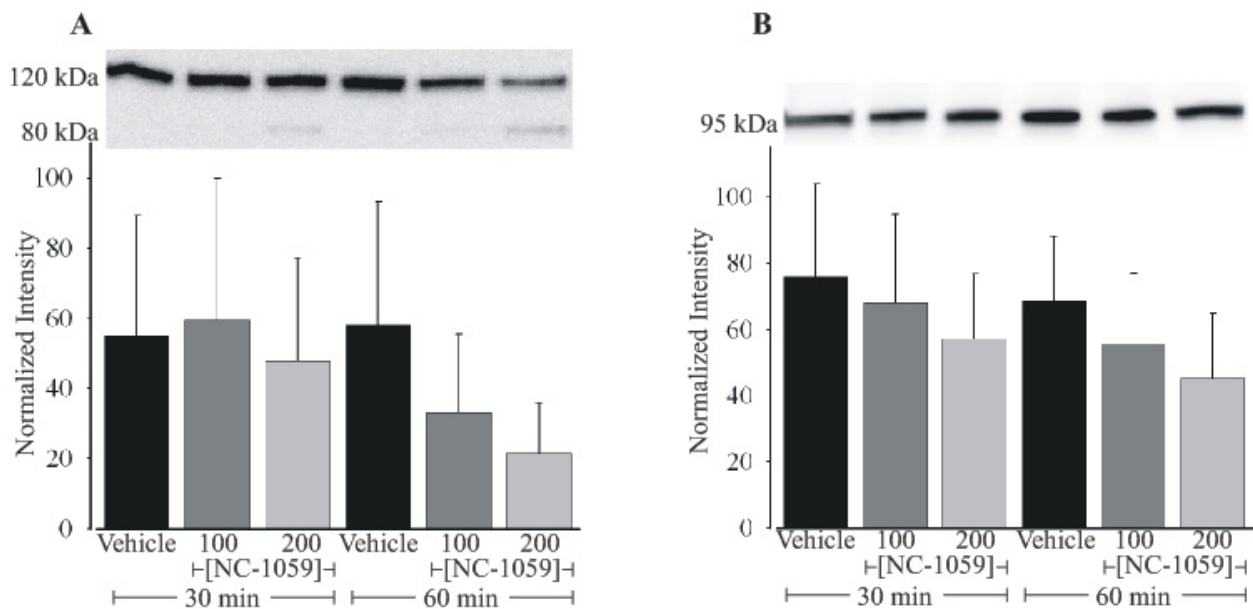 A
120 kDa
80 kDa
100
80
60
40
20
0
Normalized Intensity
Vehicle 100 200 Vehicle 100 200
[NC-1059] [NC-1059]
30 min 60 min
B
95 kDa
100
80
60
40
20
0
Normalized Intensity
Vehicle 100 200 Vehicle 100 200
[NC-1059] [NC-1059]
30 min 60 min